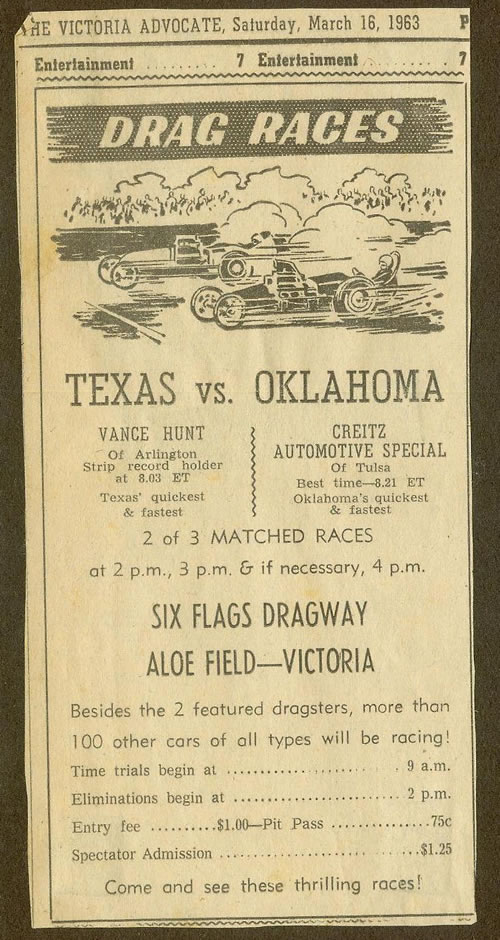 THE VICTORIA ADVOCATE, Saturday, March 16, 1963
Entertainment ......... 7 Entertainment ......... 7
DRAG RACES
TEXAS vs. OKLAHOMA
VANCE HUNT
Of Arlington
Strip record holder
at 8.03 ET
Texas' quickest
& fastest
CREITZ
AUTOMOTIVE SPECIAL
Of Tulsa
Best time—8.21 ET
Oklahoma's quickest
& fastest
2 of 3 MATCHED RACES
at 2 p.m., 3 p.m. & if necessary, 4 p.m.
SIX FLAGS DRAGWAY
ALOE FIELD—VICTORIA
Besides the 2 featured dragsters, more than
100 other cars of all types will be racing!
Time trials begin at .............................. 9 a.m.
Eliminations begin at ............................ 2 p.m.
Entry fee ..........$1.00—Pit Pass ...............75c
Spectator Admission ..............................$1.25
Come and see these thrilling races!